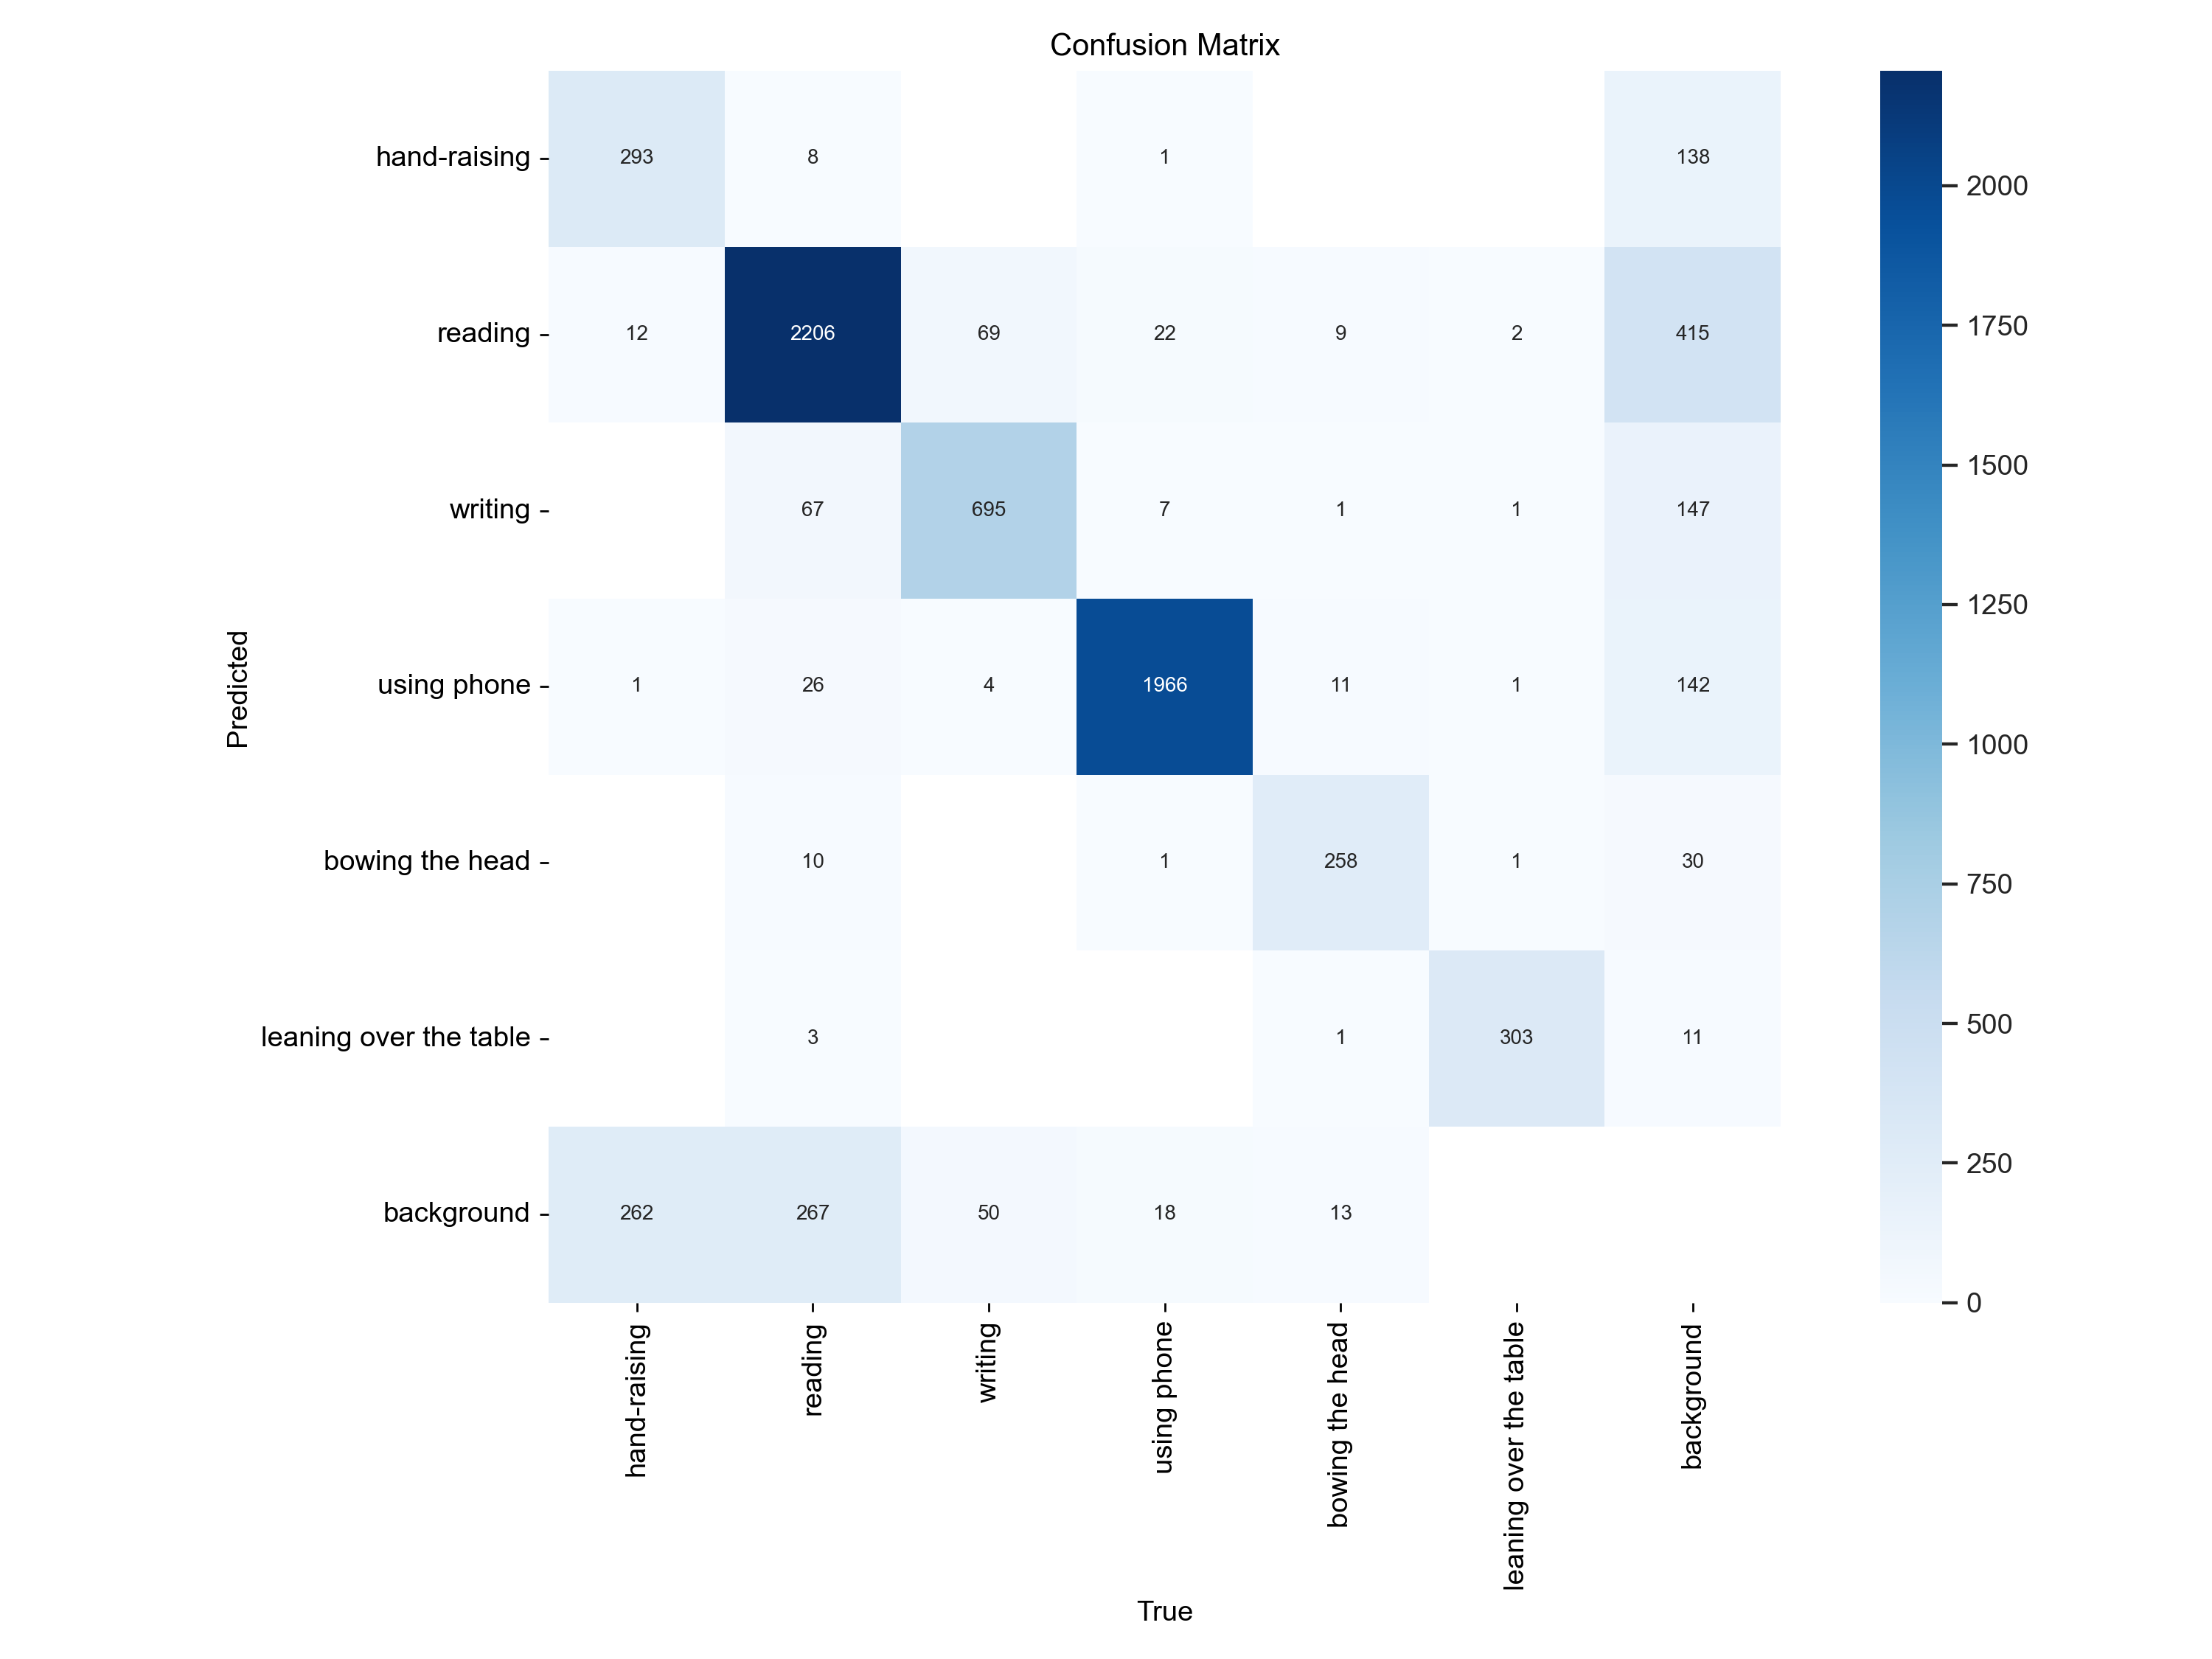 Confusion Matrix
hand-raising 293 8 1 138
reading 12 2206 69 22 9 2 415
writing 67 695 7 1 1 147
using phone 1 26 4 1966 11 1 142
bowing the head 10 1 258 1 30
leaning over the table 3 1 303 11
background 262 267 50 18 13
Predicted
hand-raising
reading
writing
using phone
bowing the head
leaning over the table
background
True
2000
1750
1500
1250
1000
750
500
250
0